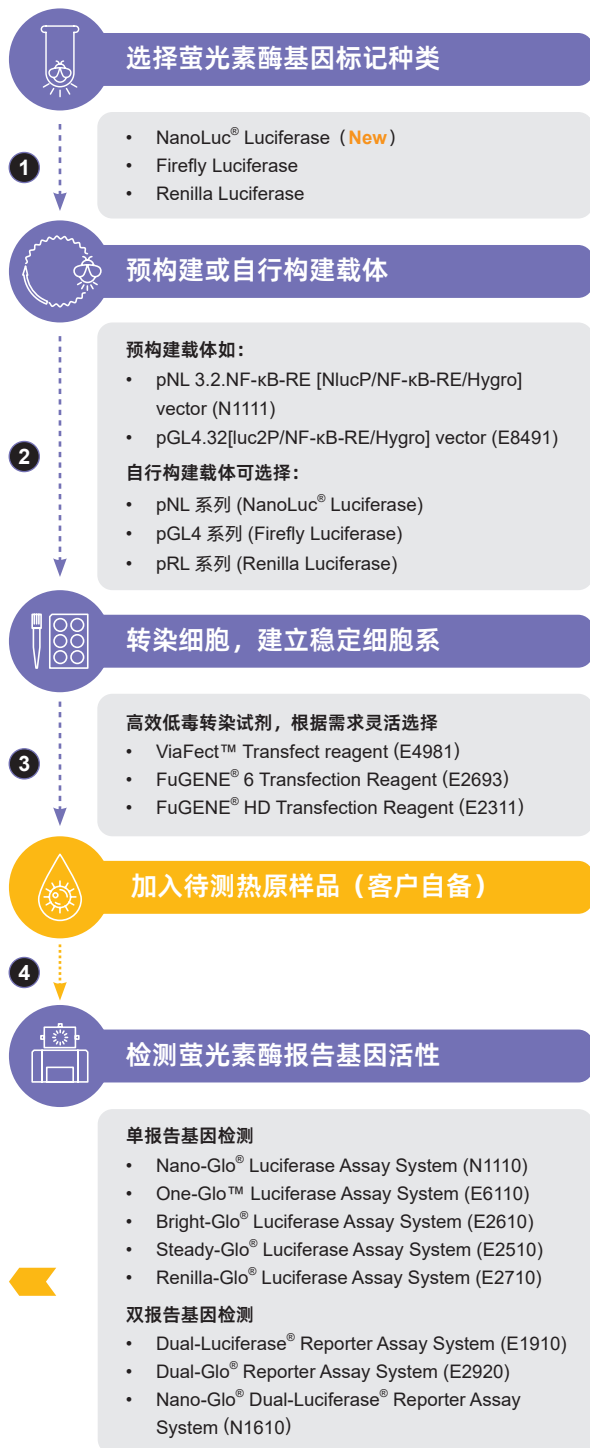 选择萤光素酶基因标记种类
1
• NanoLuc® Luciferase（New）
• Firefly Luciferase
• Renilla Luciferase
预构建或自行构建载体
2
预构建载体如：
• pNL 3.2.NF-κB-RE [NlucP/NF-κB-RE/Hygro]
vector (N1111)
• pGL4.32[luc2P/NF-κB-RE/Hygro] vector (E8491)
自行构建载体可选择：
• pNL 系列 (NanoLuc® Luciferase)
• pGL4 系列 (Firefly Luciferase)
• pRL 系列 (Renilla Luciferase)
转染细胞，建立稳定细胞系
3
高效低毒转染试剂，根据需求灵活选择
• ViaFect™ Transfect reagent (E4981)
• FuGENE® 6 Transfection Reagent (E2693)
• FuGENE® HD Transfection Reagent (E2311)
加入待测热原样品（客户自备）
4
检测萤光素酶报告基因活性
单报告基因检测
• Nano-Glo® Luciferase Assay System (N1110)
• One-Glo™ Luciferase Assay System (E6110)
• Bright-Glo® Luciferase Assay System (E2610)
• Steady-Glo® Luciferase Assay System (E2510)
• Renilla-Glo® Luciferase Assay System (E2710)
双报告基因检测
• Dual-Luciferase® Reporter Assay System (E1910)
• Dual-Glo® Reporter Assay System (E2920)
• Nano-Glo® Dual-Luciferase® Reporter Assay
System (N1610)